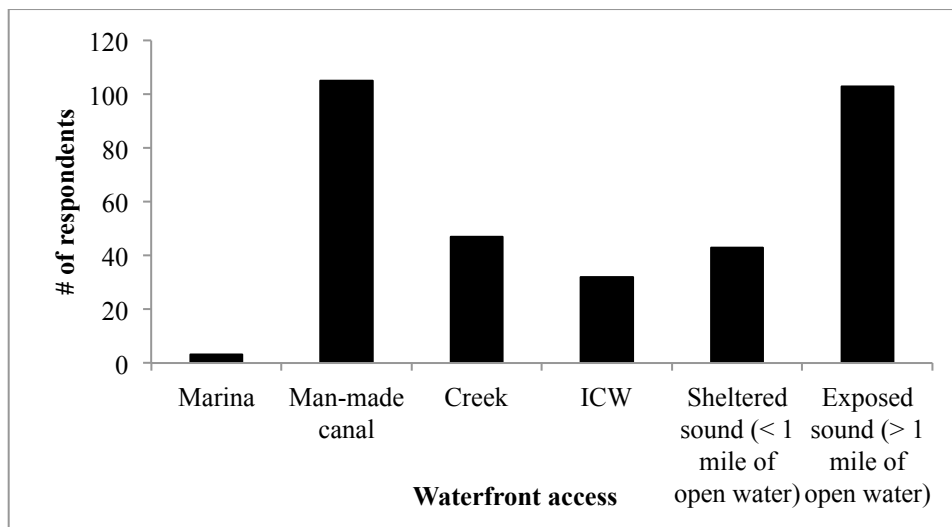 120
100
80
60
40
20
0
# of respondents
Marina
Man-made
canal
Creek
ICW
Sheltered
sound (< 1
mile of
open water)
Exposed
sound (> 1
mile of
open water)
Waterfront access